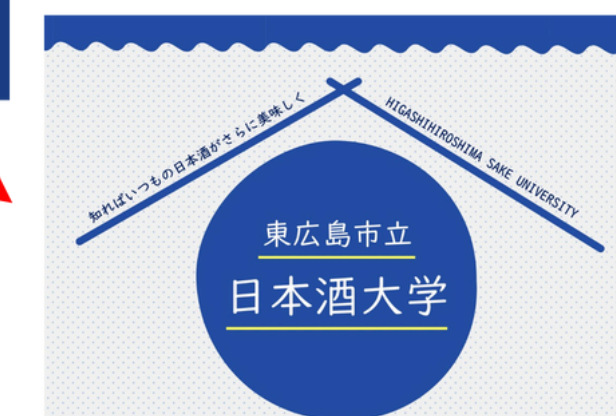 知ればいつもの日本酒がさらに美味しく
HIGASHIHIROSHIMA SAKE UNIVERSITY
東広島市立
日本酒大学